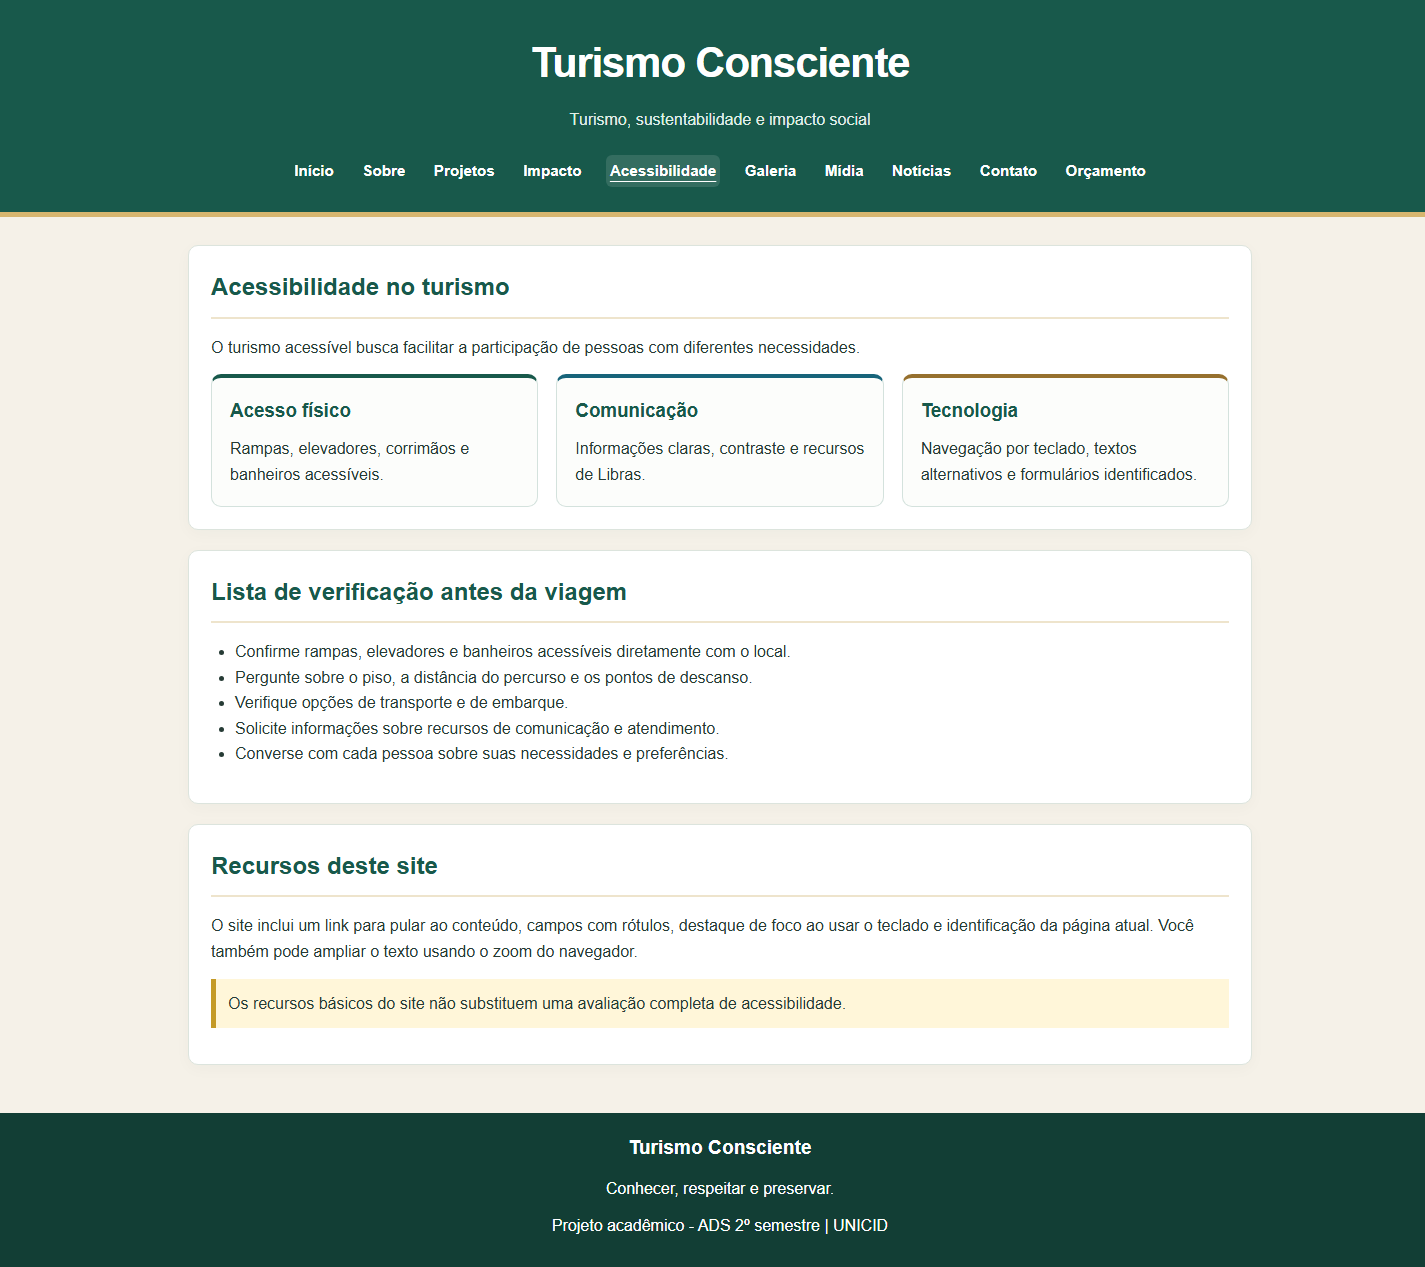 Turismo Consciente
Turismo, sustentabilidade e impacto social
Início Sobre Projetos Impacto Acessibilidade Galeria Mídia Notícias Contato Orçamento
Acessibilidade no turismo
O turismo acessível busca facilitar a participação de pessoas com diferentes necessidades.
Acesso físico
Rampas, elevadores, corrimãos e
banheiros acessíveis.
Comunicação
Informações claras, contraste e recursos
de Libras.
Tecnologia
Navegação por teclado, textos
alternativos e formulários identificados.
Lista de verificação antes da viagem
• Confirme rampas, elevadores e banheiros acessíveis diretamente com o local.
• Pergunte sobre o piso, a distância do percurso e os pontos de descanso.
• Verifique opções de transporte e de embarque.
• Solicite informações sobre recursos de comunicação e atendimento.
• Converse com cada pessoa sobre suas necessidades e preferências.
Recursos deste site
O site inclui um link para pular ao conteúdo, campos com rótulos, destaque de foco ao usar o teclado e identificação da página atual. Você
também pode ampliar o texto usando o zoom do navegador.
Os recursos básicos do site não substituem uma avaliação completa de acessibilidade.
Turismo Consciente
Conhecer, respeitar e preservar.
Projeto acadêmico - ADS 2º semestre | UNICID